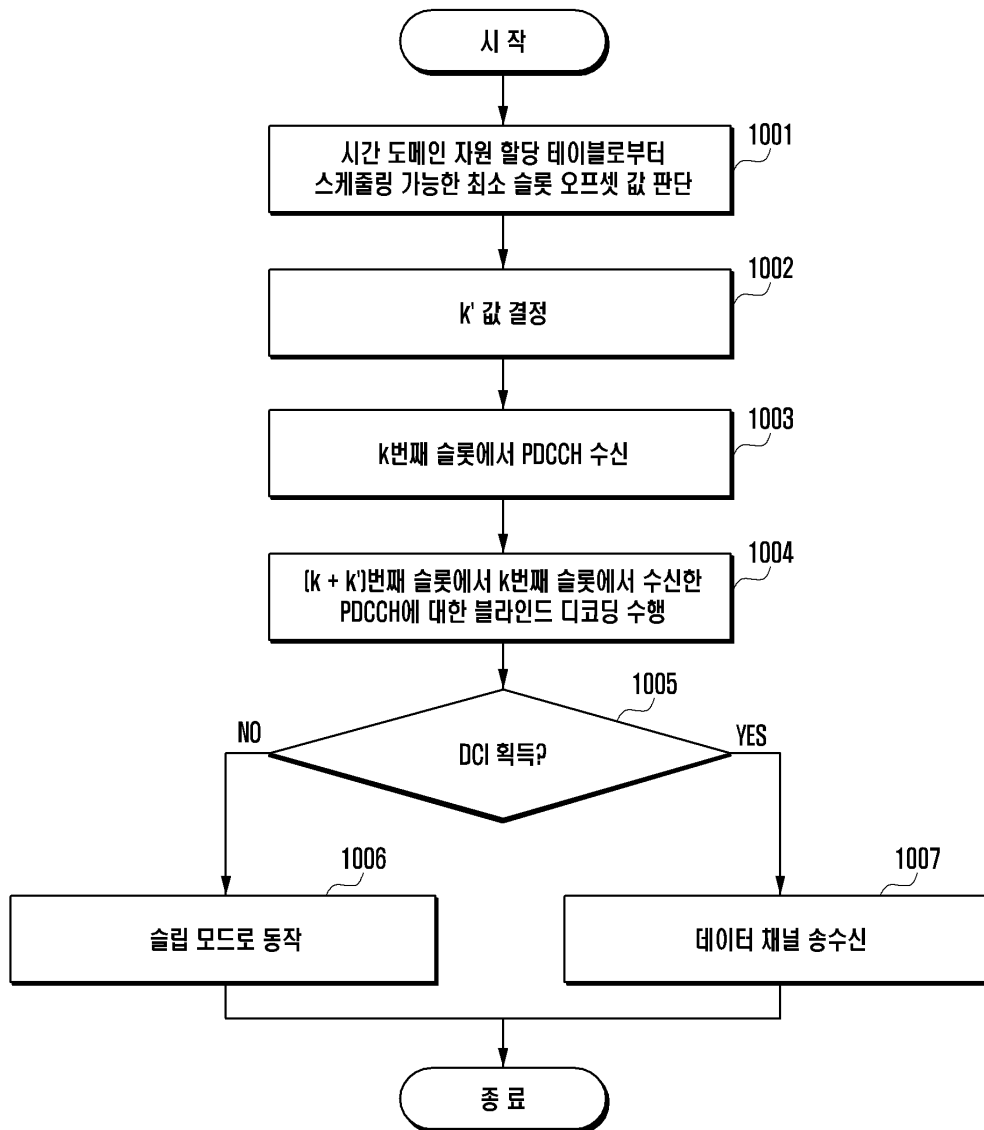 시 작
1001
시간 도메인 자원 할당 테이블로부터
스케줄링 가능한 최소 슬롯 오프셋 값 판단
1002
k' 값 결정
1003
k번째 슬롯에서 PDCCH 수신
1004
(k + k')번째 슬롯에서 k번째 슬롯에서 수신한
PDCCH에 대한 블라인드 디코딩 수행
1005
NO
YES
DCI 획득?
1006
슬립 모드로 동작
1007
데이터 채널 송수신
종 료